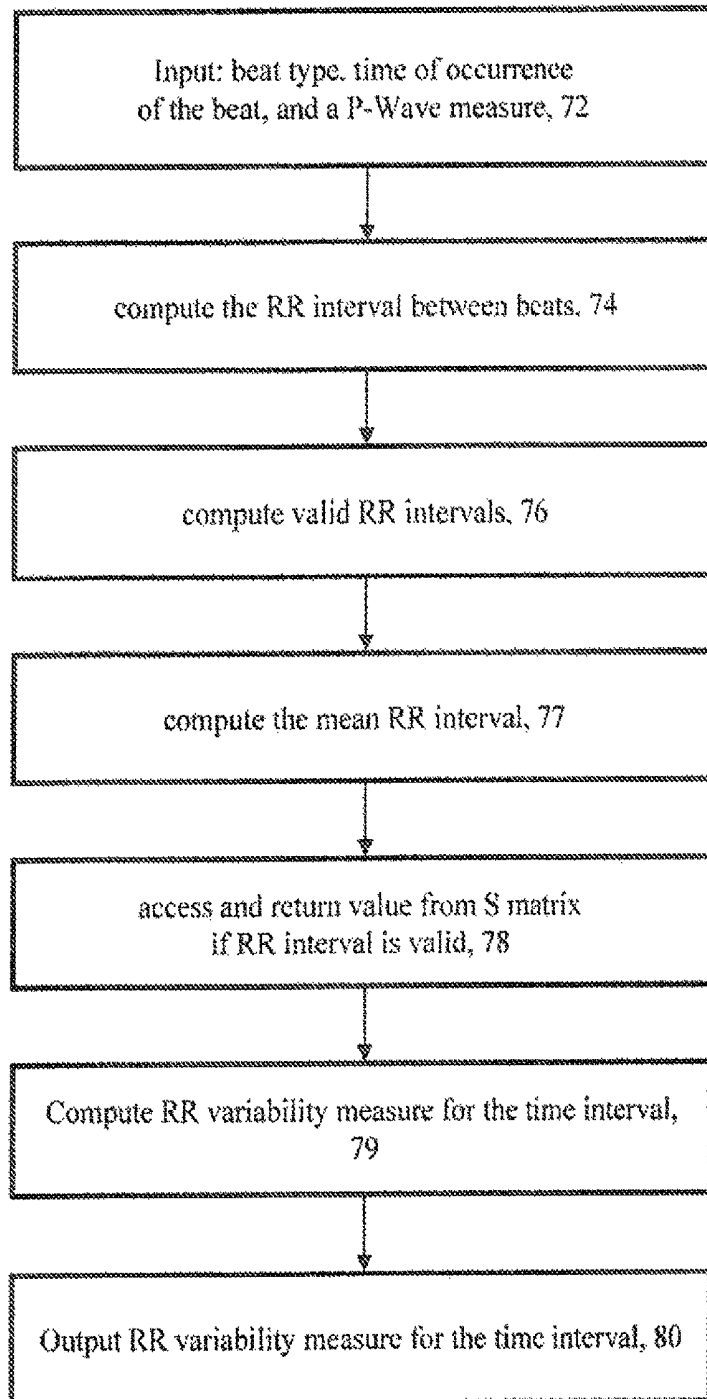 Input: beat type, time of occurrence
of the beat, and a P-Wave measure, 72
compute the RR interval between beats, 74
compute valid RR intervals, 76
compute the mean RR interval, 77
access and return value from S matrix
if RR interval is valid, 78
Compute RR variability measure for the time interval,
79
Output RR variability measure for the time interval, 80